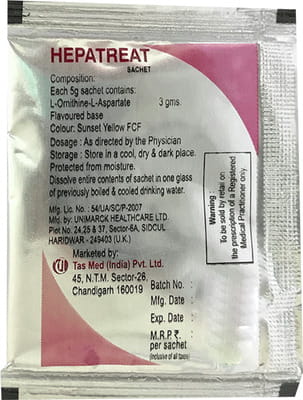 HEPATREAT
SACHET
Composition:
Each 5g sachet contains:
L-Ornithine-L-Aspartate 3 gms.
Flavoured base
Colour: Sunset Yellow FCF
Dosage : As directed by the Physician
Storage : Store in a cool, dry & dark place.
Protected from moisture.
Dissolve entire contents of sachet in one glass
of previously boiled & cooled drinking water.
Mfg. Lic. No. : 54/UA/SC/P-2007
Mfg. by: UNIMARCK HEALTHCARE LTD.
Plot No. 24,25 & 37, Sector-6A, SIDCUL
HARIDWAR - 249403 (U.K.)
Marketed by:
Tas Med (India) Pvt. Ltd.
45, N.T.M. Sector-26,
Chandigarh 160019
Batch No. :
Mfg. Date :
Exp. Date :
M.R.P ₹. :
per sachet
(inclusive of all taxes)
Warning :
To be sold by retail on
the prescription of a Registered
Medical Practitioner only.